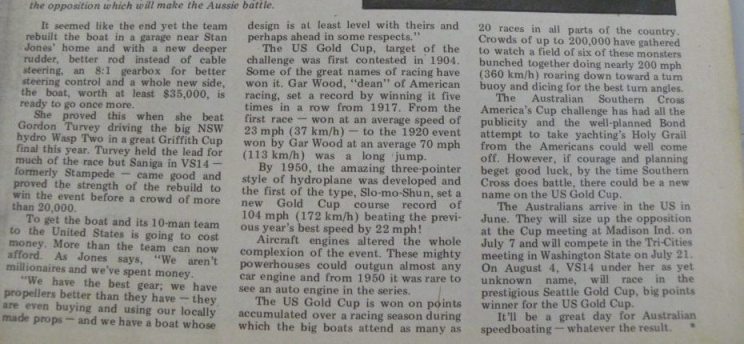 the opposition which will make the Aussie battle.
It seemed like the end yet the team
rebuilt the boat in a garage near Stan
Jones' home and with a new deeper
rudder, better rod instead of cable
steering, an 8:1 gearbox for better
steering control and a whole new side,
the boat, worth at least $35,000, is
ready to go once more.
She proved this when she beat
Gordon Turvey driving the big NSW
hydro Wasp Two in a great Griffith Cup
final this year. Turvey held the lead for
much of the race but Saniga in VS14 —
formerly Stampede — came good and
proved the strength of the rebuild to
win the event before a crowd of more
than 20,000.
To get the boat and its 10-man team
to the United States is going to cost
money. More than the team can now
afford. As Jones says, "We aren't
millionaires and we've spent money.
"We have the best gear; we have
propellers better than they have — they
are even buying and using our locally
made props — and we have a boat whose
design is at least level with theirs and
perhaps ahead in some respects."
The US Gold Cup, target of the
challenge was first contested in 1904.
Some of the great names of racing have
won it. Gar Wood, "dean" of American
racing, set a record by winning it five
times in a row from 1917. From the
first race — won at an average speed of
23 mph (37 km/h) — to the 1920 event
won by Gar Wood at an average 70 mph
(113 km/h) was a long jump.
By 1950, the amazing three-pointer
style of hydroplane was developed and
the first of the type, Slo-mo-Shun, set a
new Gold Cup course record of
104 mph (172 km/h) beating the previ-
ous year's best speed by 22 mph!
Aircraft engines altered the whole
complexion of the event. These mighty
powerhouses could outgun almost any
car engine and from 1950 it was rare to
see an auto engine in the series.
The US Gold Cup is won on points
accumulated over a racing season during
which the big boats attend as many as
20 races in all parts of the country.
Crowds of up to 200,000 have gathered
to watch a field of six of these monsters
bunched together doing nearly 200 mph
(360 km/h) roaring down toward a turn
buoy and dicing for the best turn angles.
The Australian Southern Cross
America's Cup challenge has had all the
publicity and the well-planned Bond
attempt to take yachting's Holy Grail
from the Americans could well come
off. However, if courage and planning
beget good luck, by the time Southern
Cross does battle, there could be a new
name on the US Gold Cup.
The Australians arrive in the US in
June. They will size up the opposition
at the Cup meeting at Madison Ind. on
July 7 and will compete in the Tri-Cities
meeting in Washington State on July 21.
On August 4, VS14 under her as yet
unknown name, will race in the
prestigious Seattle Gold Cup, big points
winner for the US Gold Cup.
It'll be a great day for Australian
speedboating — whatever the result. *